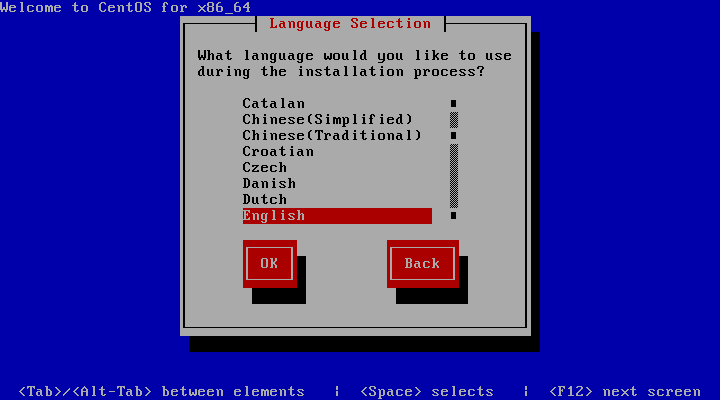 Welcome to CentOS for x86_64
Language Selection
What language would you like to use
during the installation process?
Catalan
Chinese(Simplified)
Chinese(Traditional)
Croatian
Czech
Danish
Dutch
English
OK Back
<Tab>/<Alt-Tab> between elements | <Space> selects | <F12> next screen